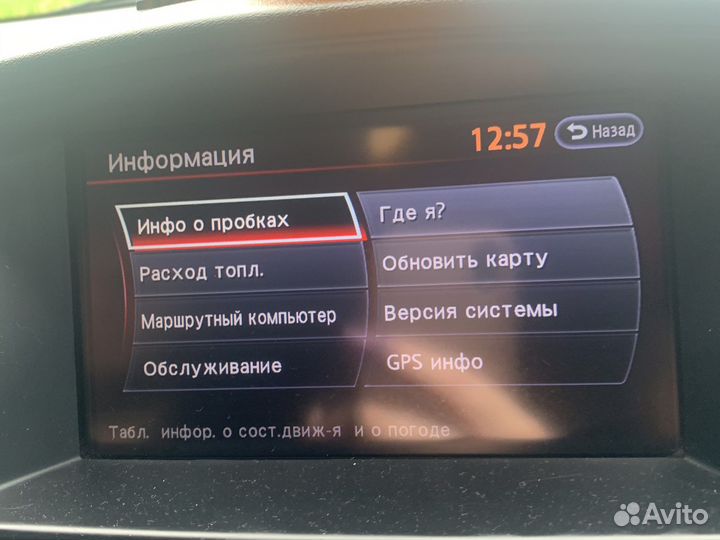 Информация
12:57
Назад
Инфо о пробках
Где я?
Расход топл.
Обновить карту
Маршрутный компьютер
Версия системы
Обслуживание
GPS инфо
Табл. инфор. о сост.движ-я и о погоде
Avito